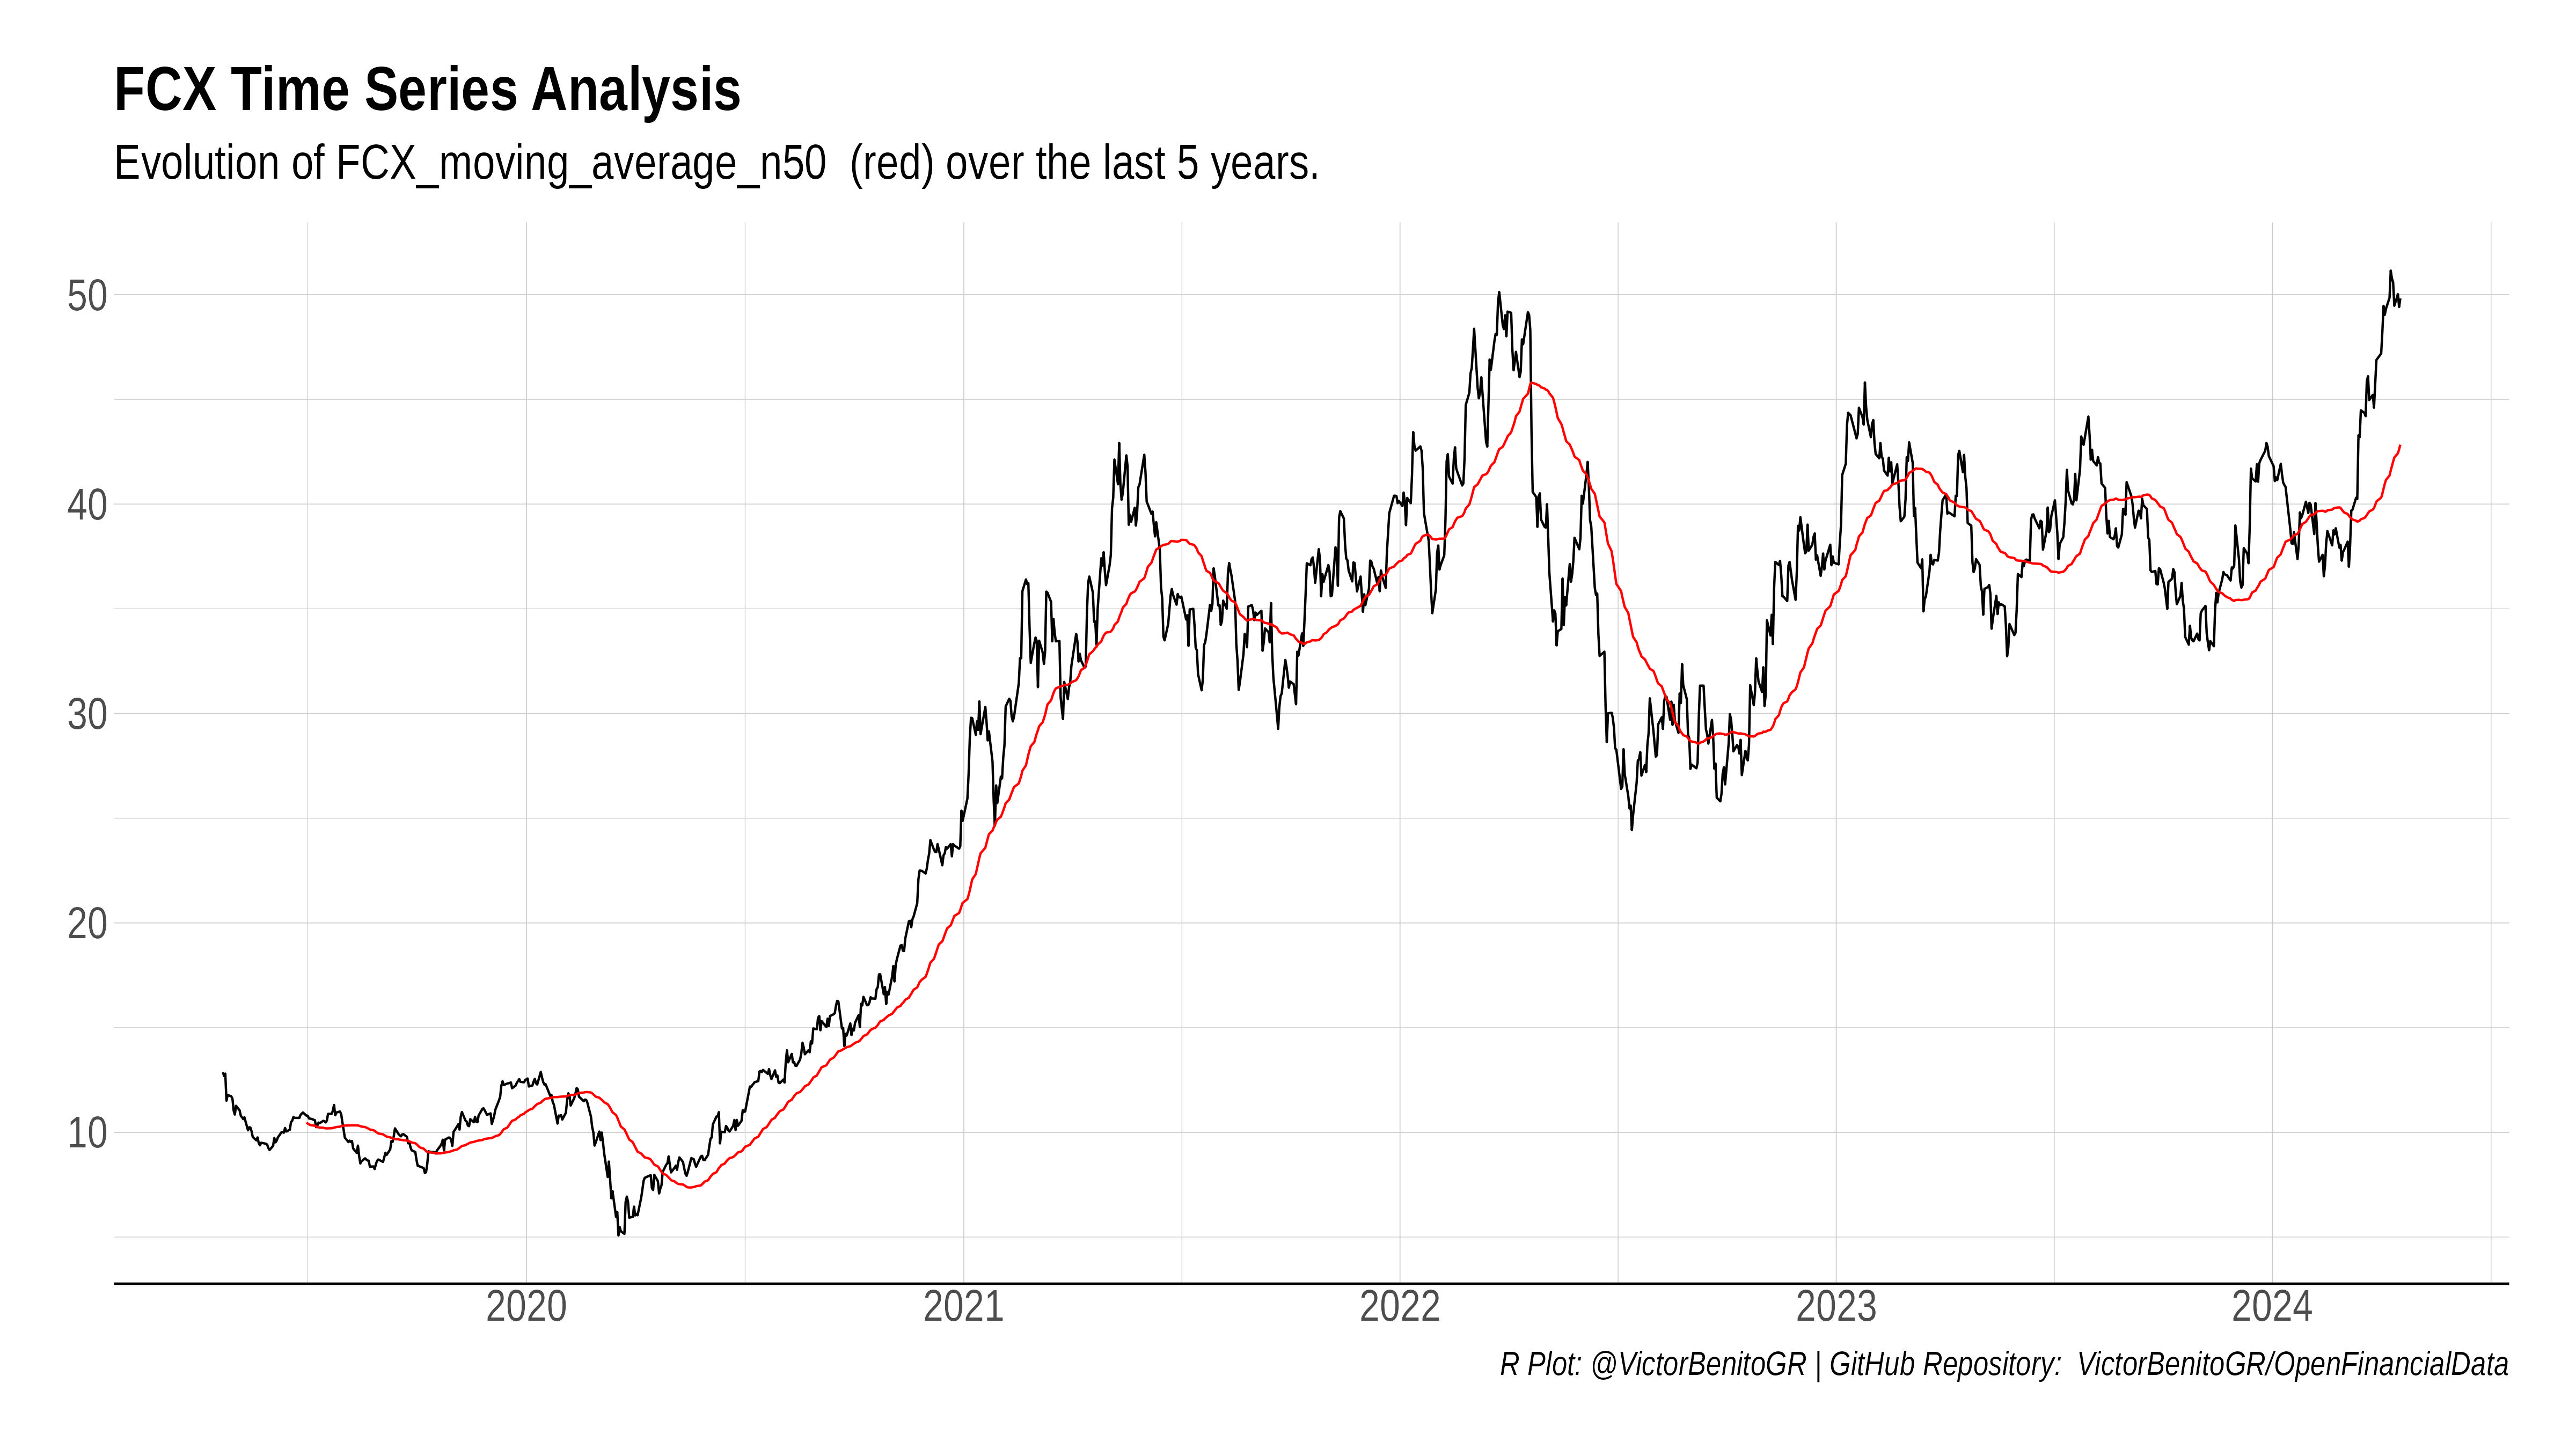 FCX Time Series Analysis
Evolution of FCX_moving_average_n50  (red) over the last 5 years.
50
40
30
20
10
2020 2021 2022 2023 2024
R Plot: @VictorBenitoGR | GitHub Repository:  VictorBenitoGR/OpenFinancialData